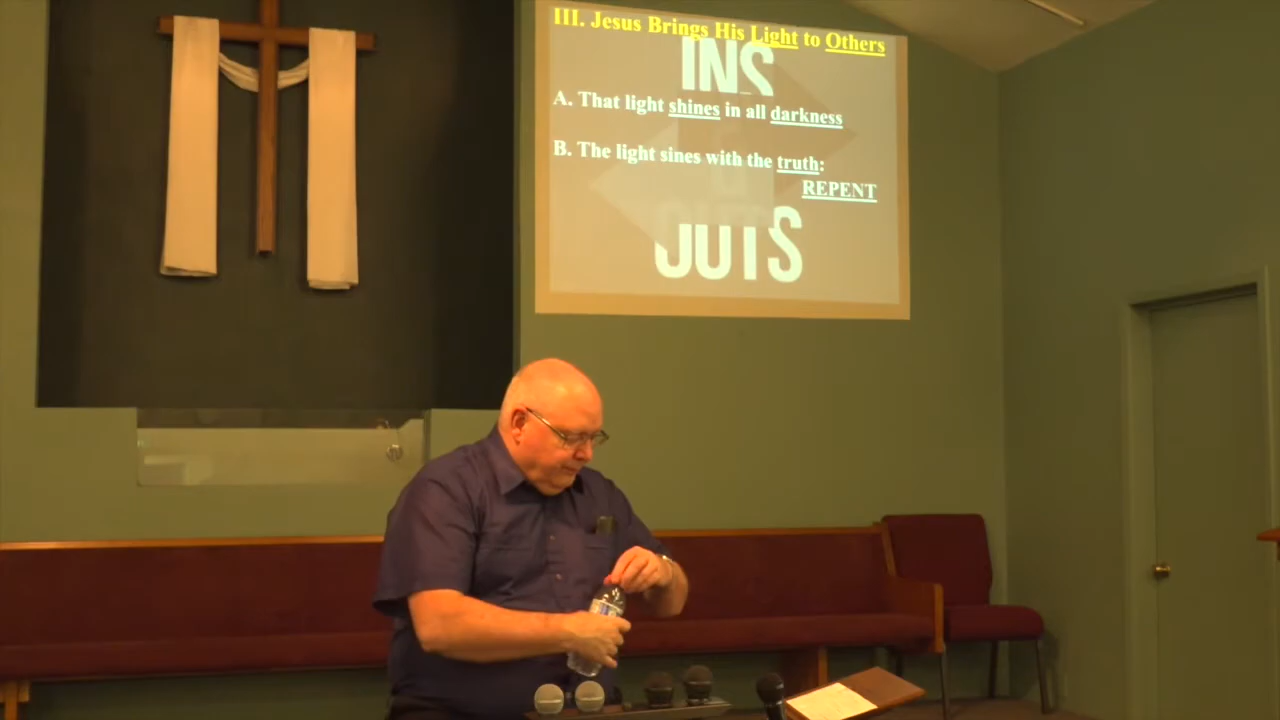 III. Jesus Brings His Light to Others
INS
A. That light shines in all darkness
B. The light sines with the truth:
REPENT
OUTS